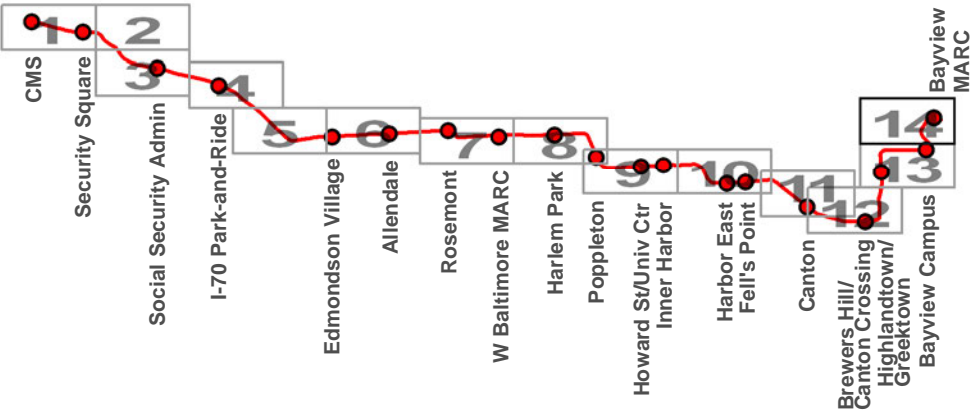 1
2
3
4
5
6
7
8
9
10
11
12
13
14
CMS
Security Square
Social Security Admin
I-70 Park-and-Ride
Edmondson Village
Allendale
Rosemont
W Baltimore MARC
Harlem Park
Poppleton
Howard St/Univ Ctr
Inner Harbor
Harbor East
Fell's Point
Canton
Brewers Hill/
Canton Crossing
Highlandtown/
Greektown
Bayview Campus
Bayview
MARC